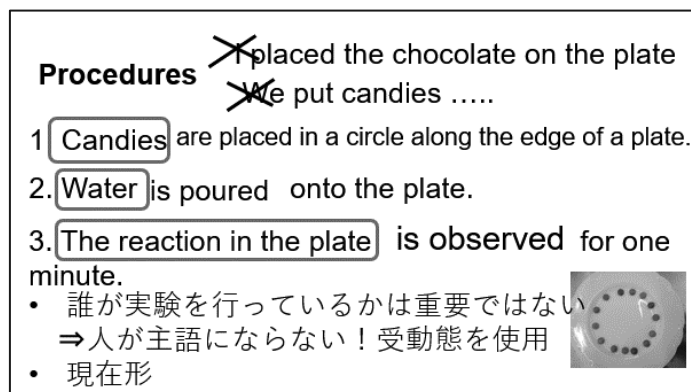 I placed the chocolate on the plate
Procedures
We put candies …..
1 Candies are placed in a circle along the edge of a plate.
2. Water is poured onto the plate.
3. The reaction in the plate is observed for one
minute.
• 誰が実験を行っているかは重要ではない
⇒人が主語にならない！受動態を使用
• 現在形